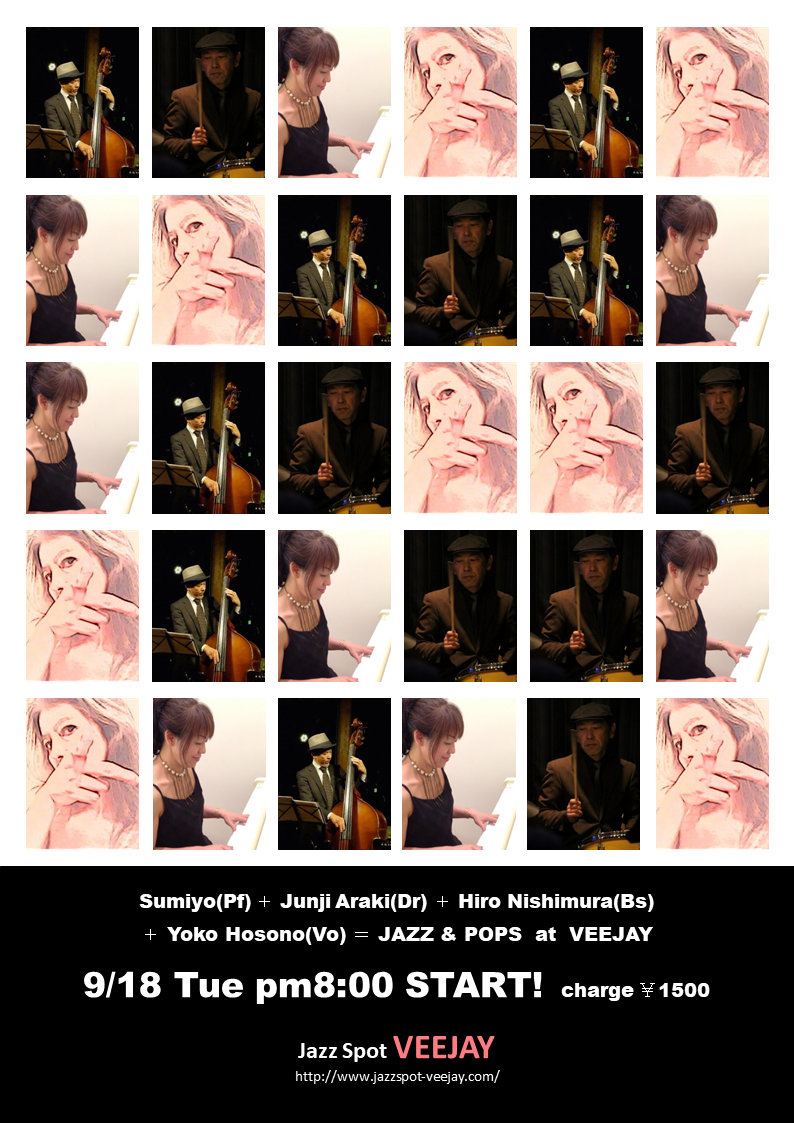 Sumiyo(Pf) + Junji Araki(Dr) + Hiro Nishimura(Bs)
+ Yoko Hosono(Vo) = JAZZ & POPS at VEEJAY
9/18 Tue pm8:00 START! charge ¥1500
Jazz Spot VEEJAY
http://www.jazzspot-veejay.com/